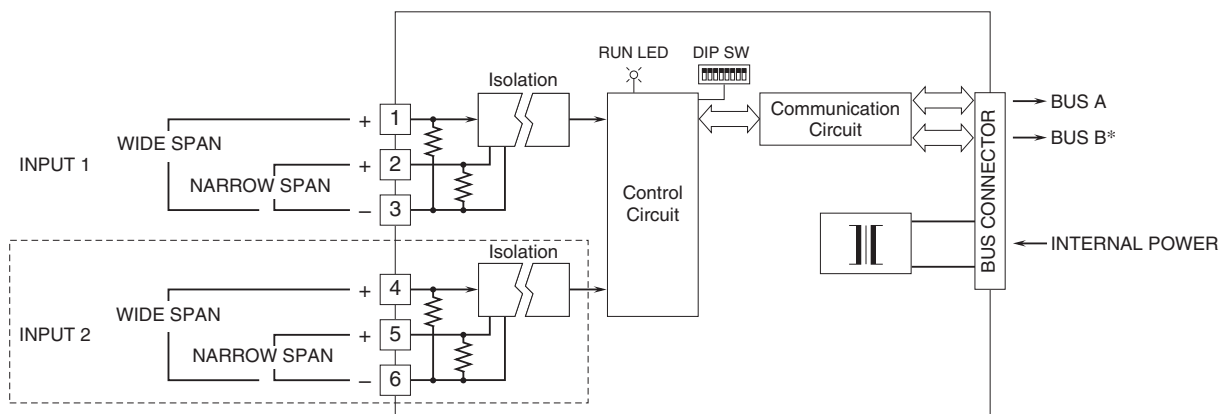 RUN LED
DIP SW
Isolation
1
+
WIDE SPAN
INPUT 1
2
+
NARROW SPAN
3
–
Control
Circuit
Communication
Circuit
BUS CONNECTOR
BUS A
BUS B*
INTERNAL POWER
Isolation
4
+
WIDE SPAN
INPUT 2
5
+
NARROW SPAN
6
–